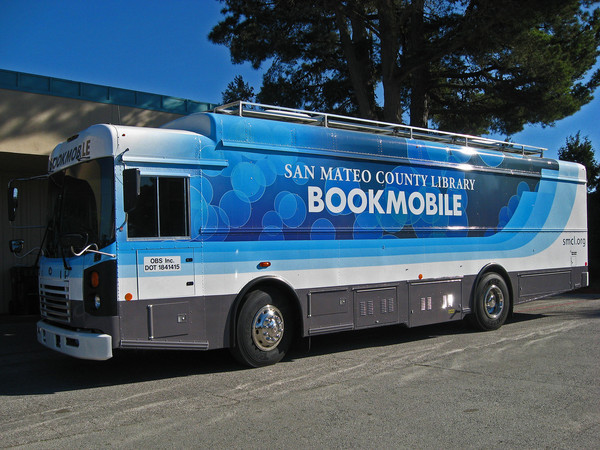 BOOKMOBILE
SAN MATEO COUNTY LIBRARY
BOOKMOBILE
smcl.org
OBS Inc.
DOT 1841415